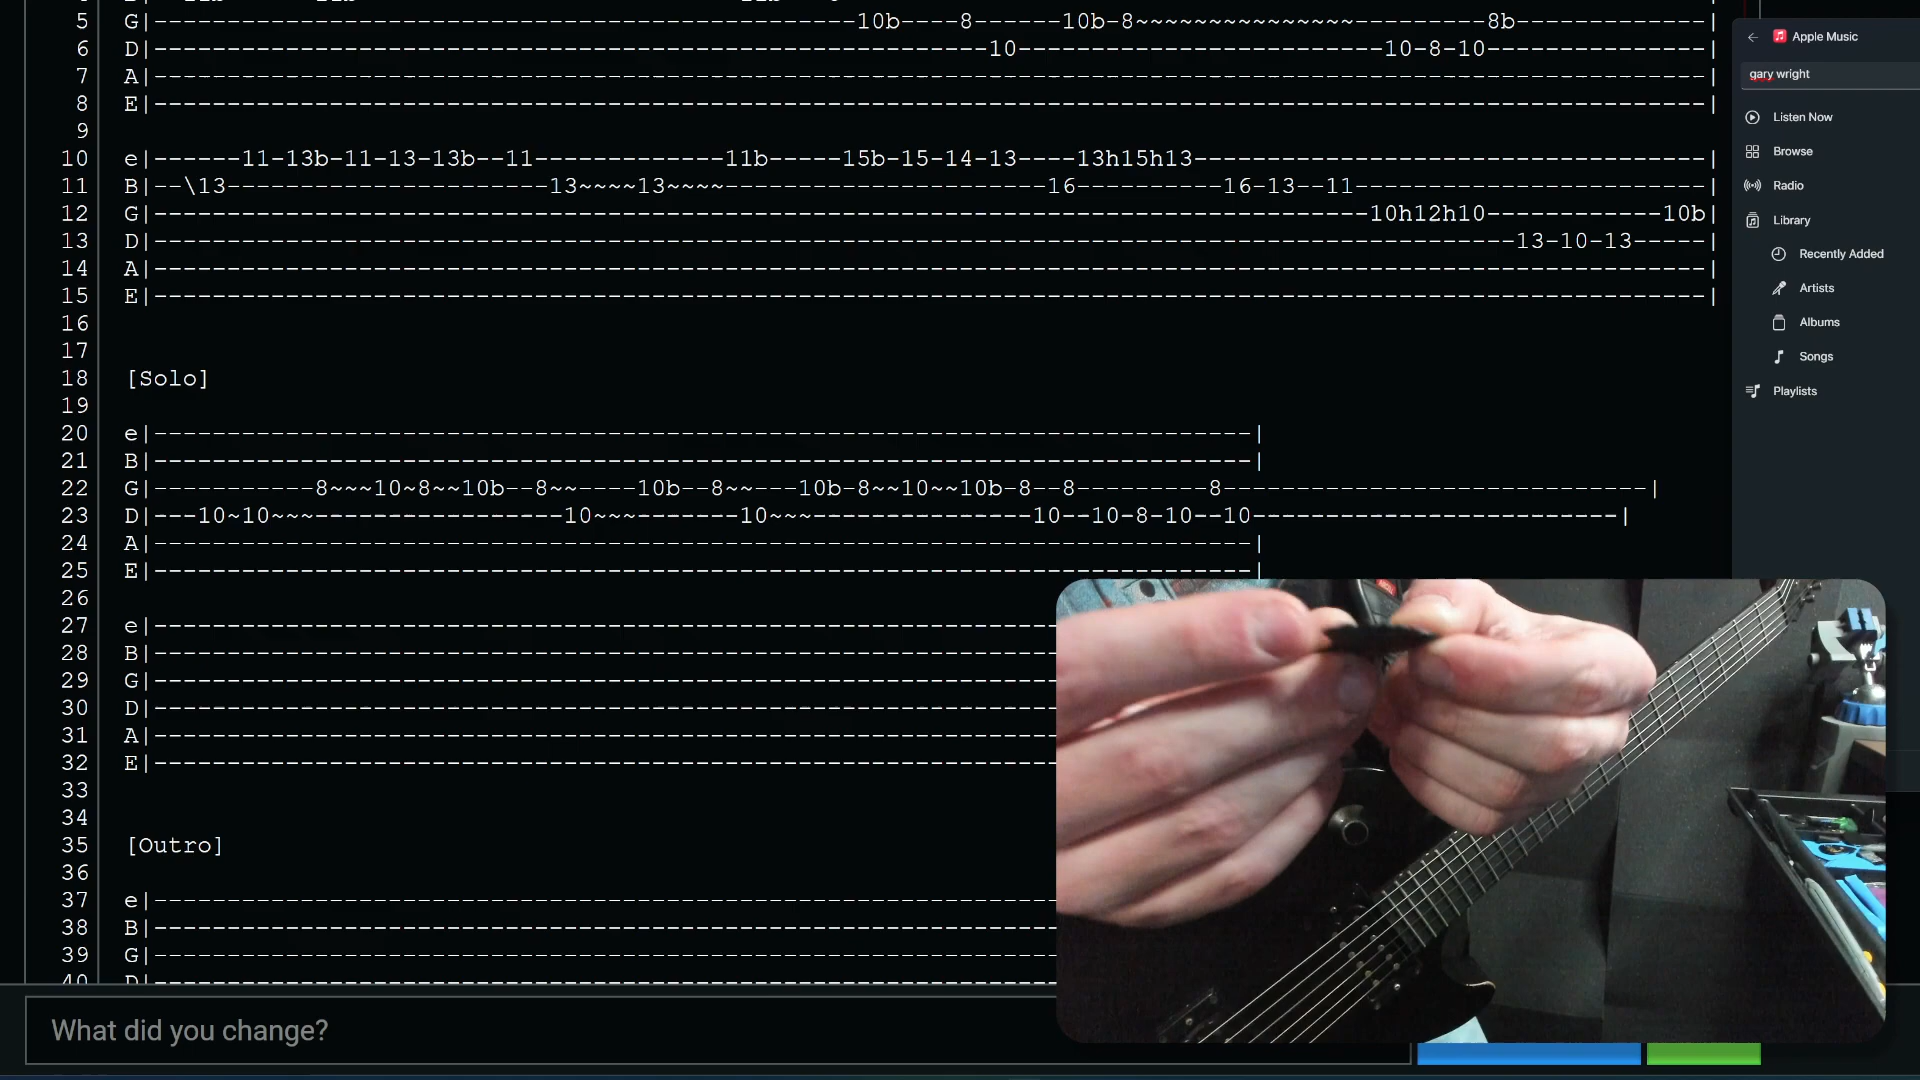 5 G|------------------------------------------------10b----8------10b-8~~~~~~~~~~~~~~~---------8b-------------|
6 D|---------------------------------------------------------10-------------------------10-8-10---------------|
7 A|----------------------------------------------------------------------------------------------------------|
8 E|----------------------------------------------------------------------------------------------------------|
9
10 e|------11-13b-11-13-13b--11-------------11b-----15b-15-14-13----13h15h13-----------------------------------|
11 B|--\13----------------------13~~~~13~~~~----------------------16----------16-13--11------------------------|
12 G|-----------------------------------------------------------------------------------10h12h10------------10b|
13 D|---------------------------------------------------------------------------------------------13-10-13-----|
14 A|----------------------------------------------------------------------------------------------------------|
15 E|----------------------------------------------------------------------------------------------------------|
16
17
18 [Solo]
19
20 e|---------------------------------------------------------------------------|
21 B|---------------------------------------------------------------------------|
22 G|-----------8~~~10~8~~10b--8~~----10b--8~~---10b-8~~10~~10b-8--8---------8-----------------------------|
23 D|---10~10~~~-----------------10~~~-------10~~~---------------10--10-8-10--10-------------------------|
24 A|---------------------------------------------------------------------------|
25 E|---------------------------------------------------------------------------|
26
27 e|--------------------------------------------------------------
28 B|--------------------------------------------------------------
29 G|--------------------------------------------------------------
30 D|--------------------------------------------------------------
31 A|--------------------------------------------------------------
32 E|--------------------------------------------------------------
33
34
35 [Outro]
36
37 e|--------------------------------------------------------------
38 B|--------------------------------------------------------------
39 G|--------------------------------------------------------------
40 D|--------------------------------------------------------------
What did you change?
Apple Music
gary wright
Listen Now
Browse
Radio
Library
Recently Added
Artists
Albums
Songs
Playlists